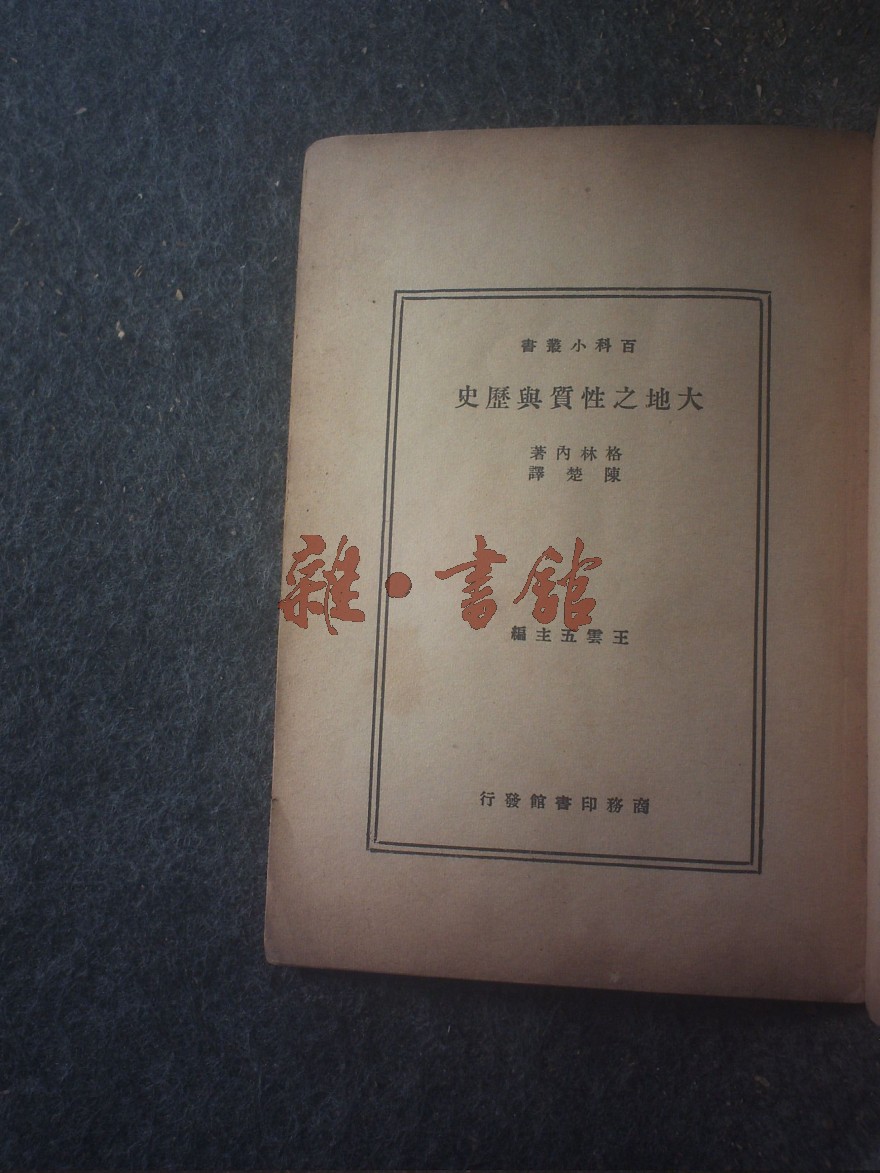 百科小叢書
大地之性質與歷史
格林內著
陳楚譯
雜·書館
王雲五主編
商務印書館發行